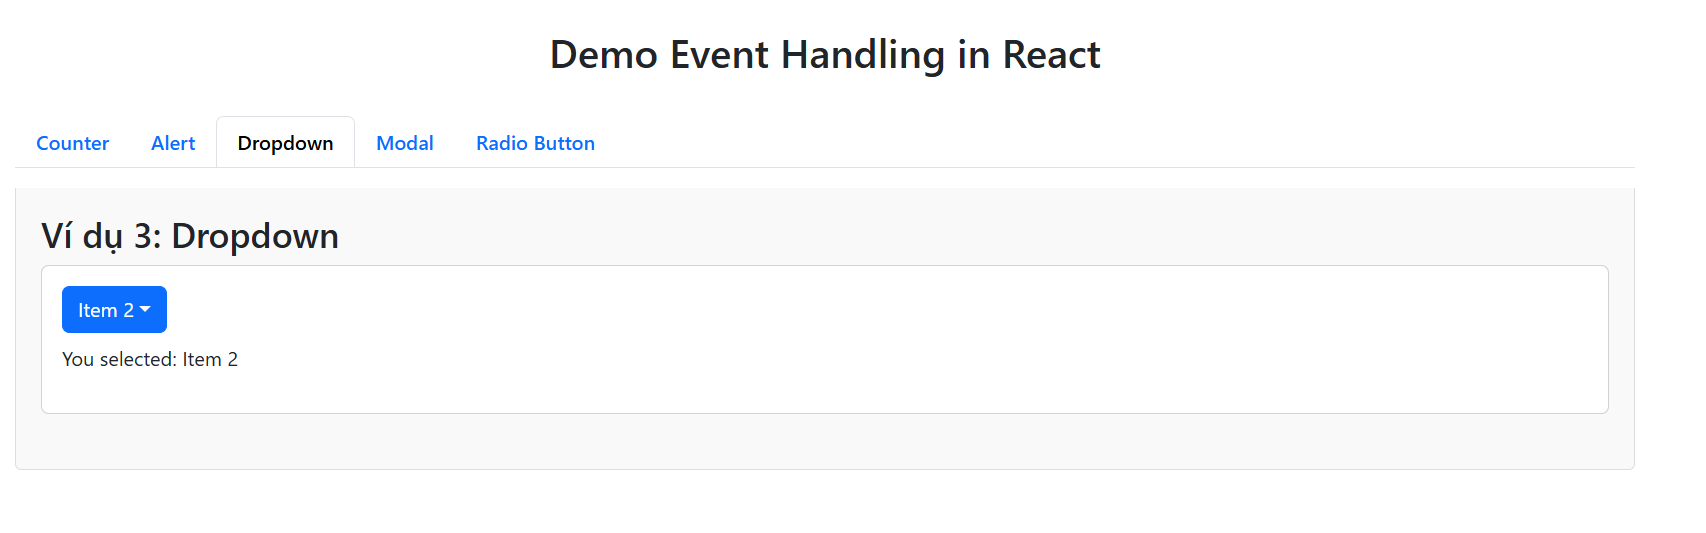 Demo Event Handling in React
Counter Alert Dropdown Modal Radio Button
Ví dụ 3: Dropdown
Item 2
You selected: Item 2